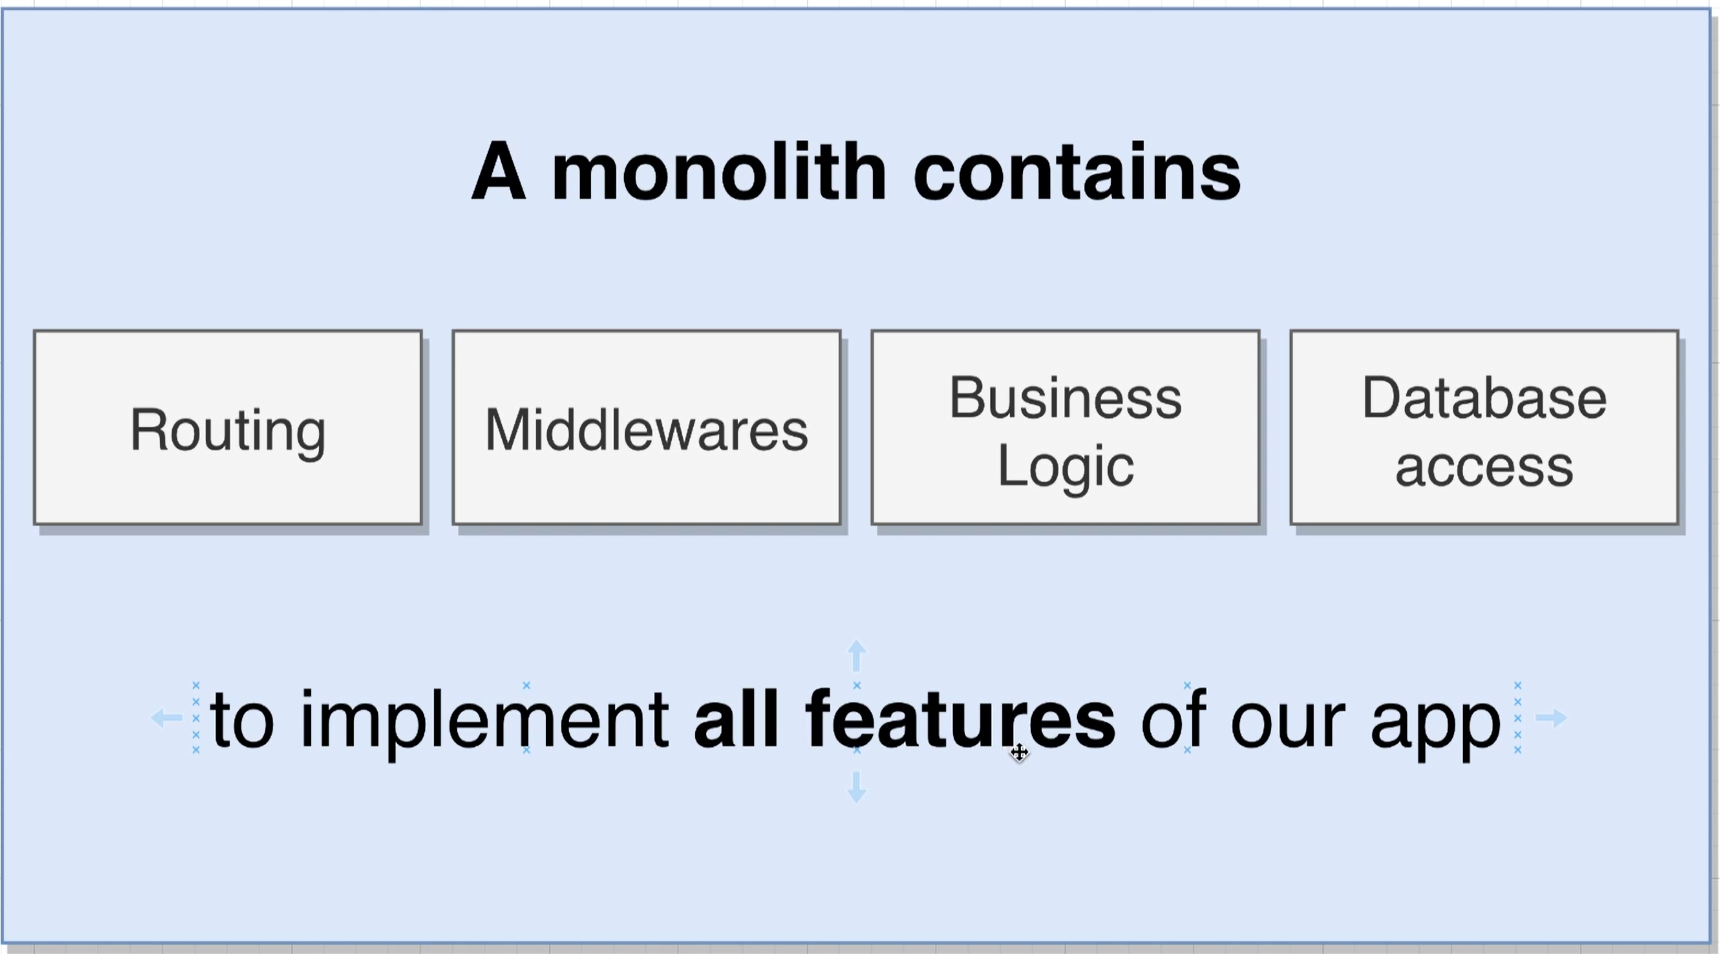 A monolith contains
Routing
Middlewares
Business
Logic
Database
access
to implement all features of our app